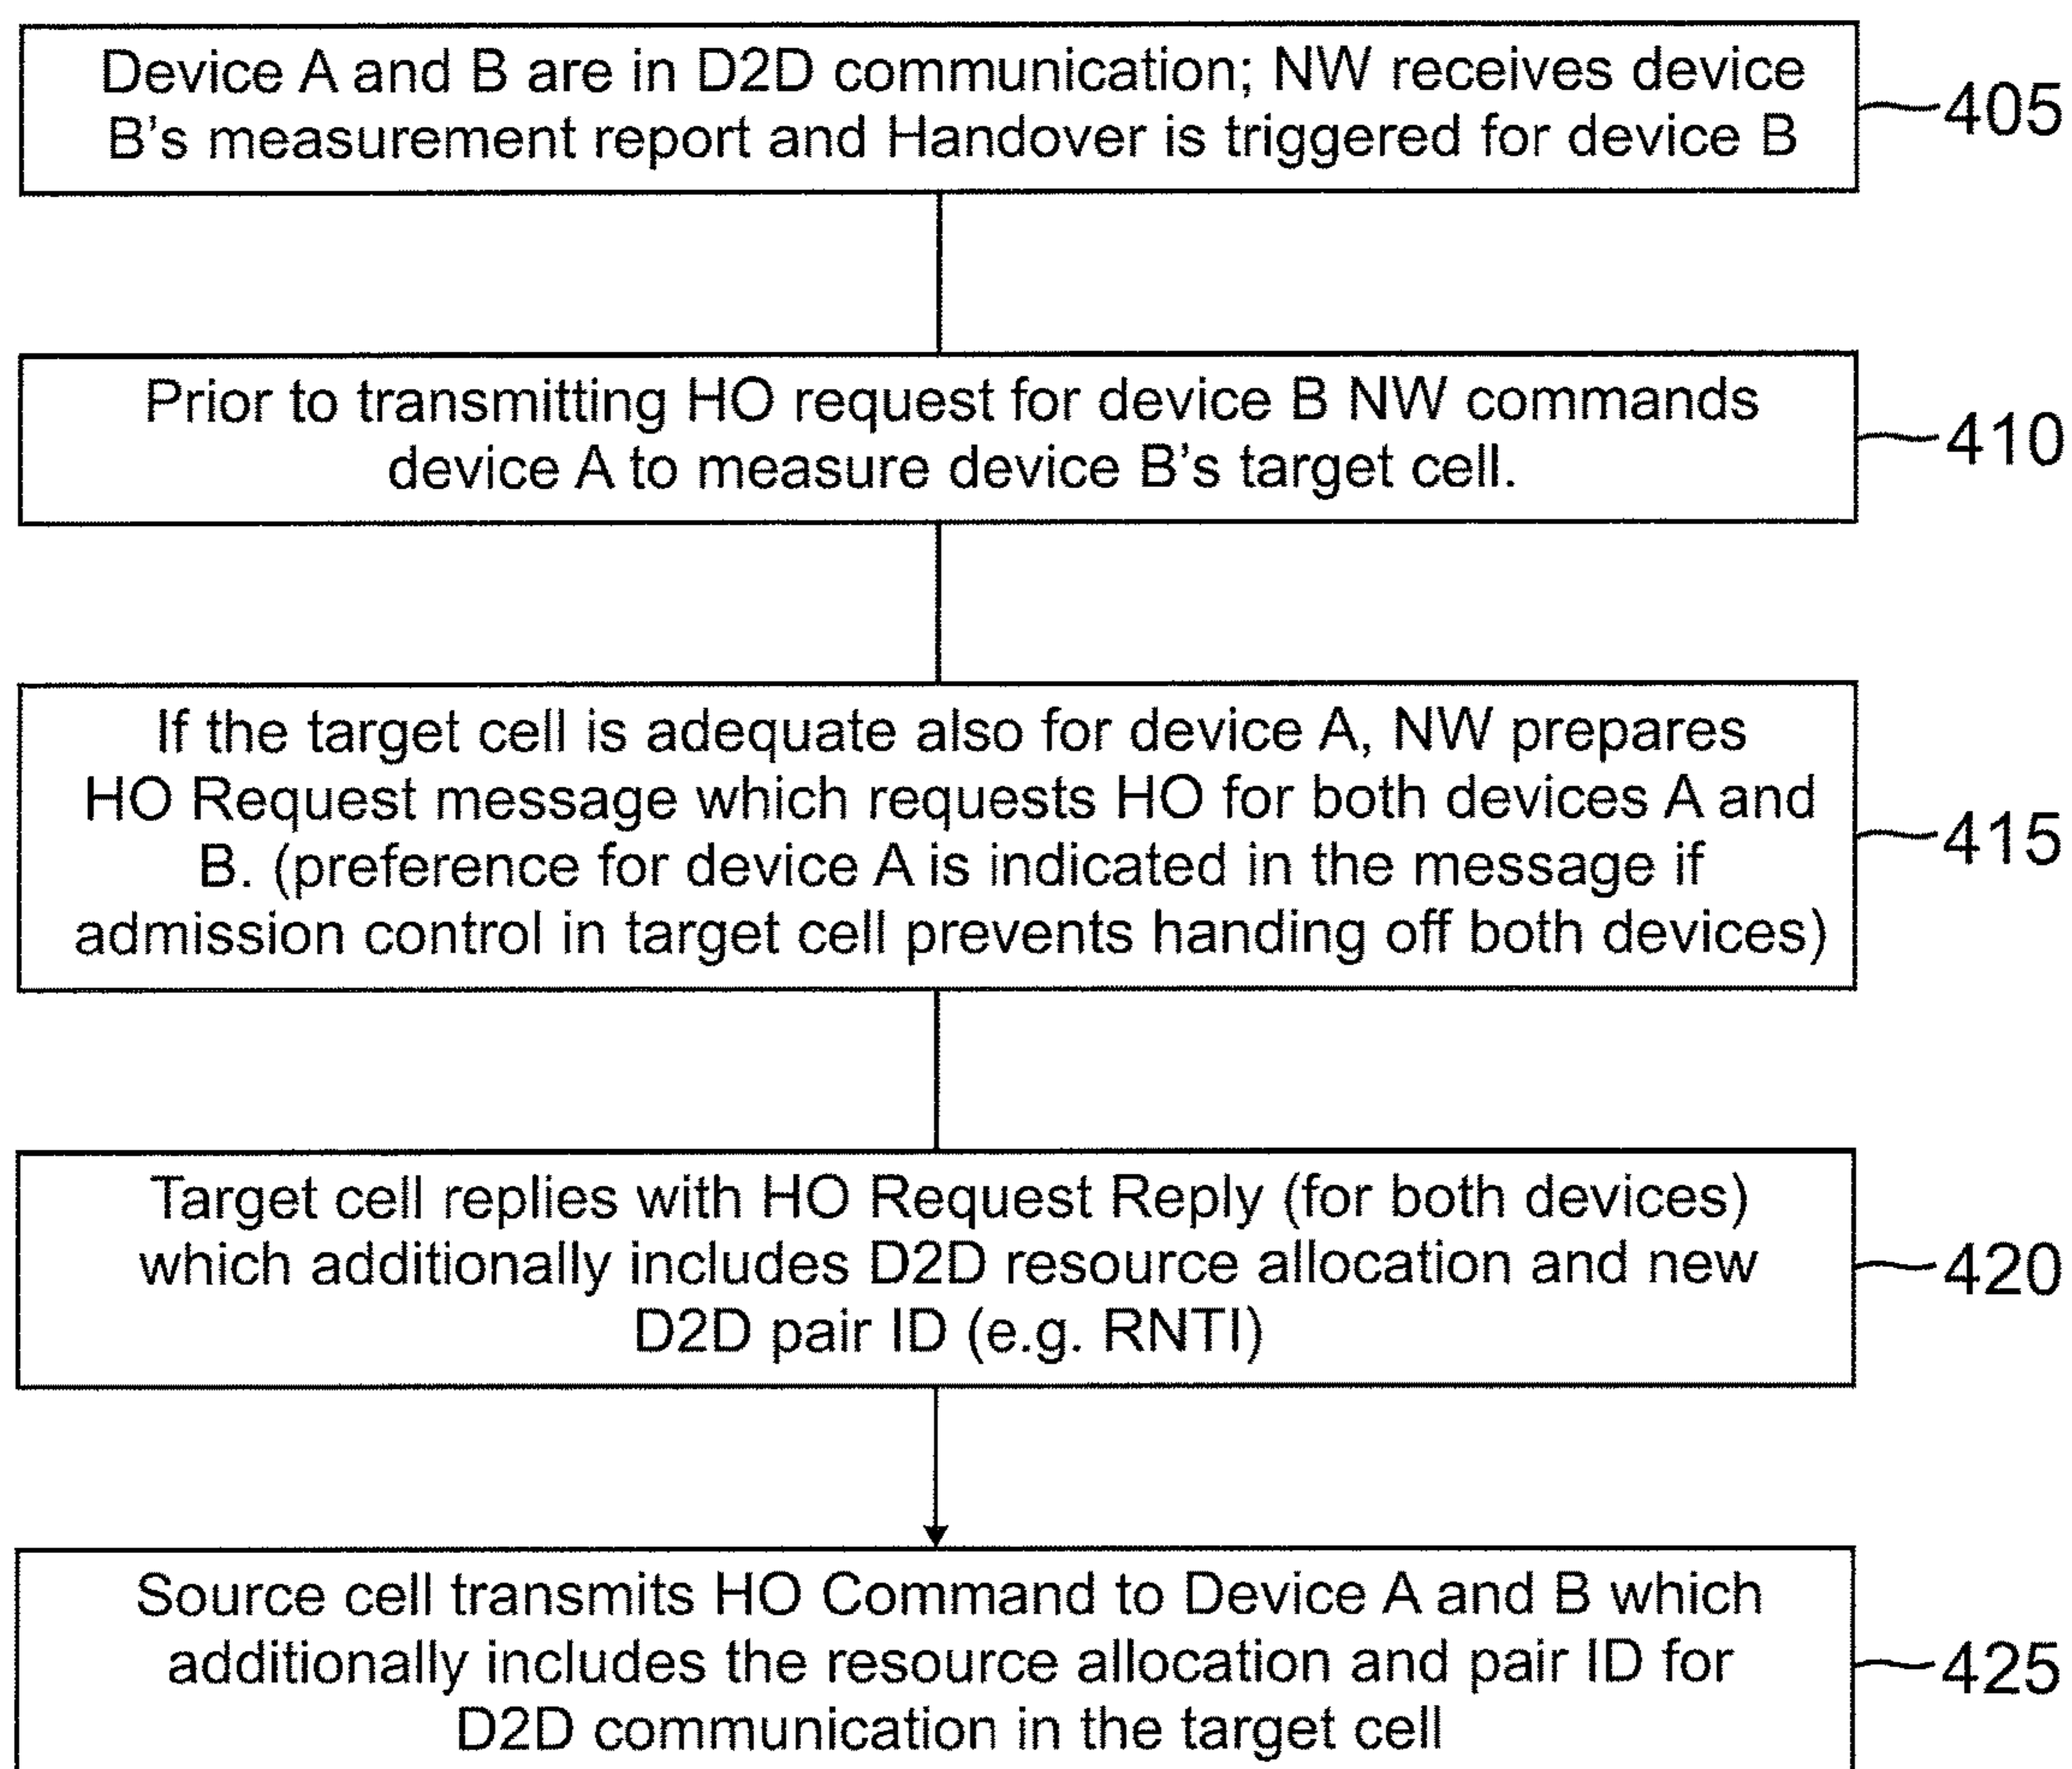 Device A and B are in D2D communication; NW receives device
B's measurement report and Handover is triggered for device B
405
Prior to transmitting HO request for device B NW commands
device A to measure device B's target cell.
410
If the target cell is adequate also for device A, NW prepares
HO Request message which requests HO for both devices A and
B. (preference for device A is indicated in the message if
admission control in target cell prevents handing off both devices)
415
Target cell replies with HO Request Reply (for both devices)
which additionally includes D2D resource allocation and new
D2D pair ID (e.g. RNTI)
420
Source cell transmits HO Command to Device A and B which
additionally includes the resource allocation and pair ID for
D2D communication in the target cell
425